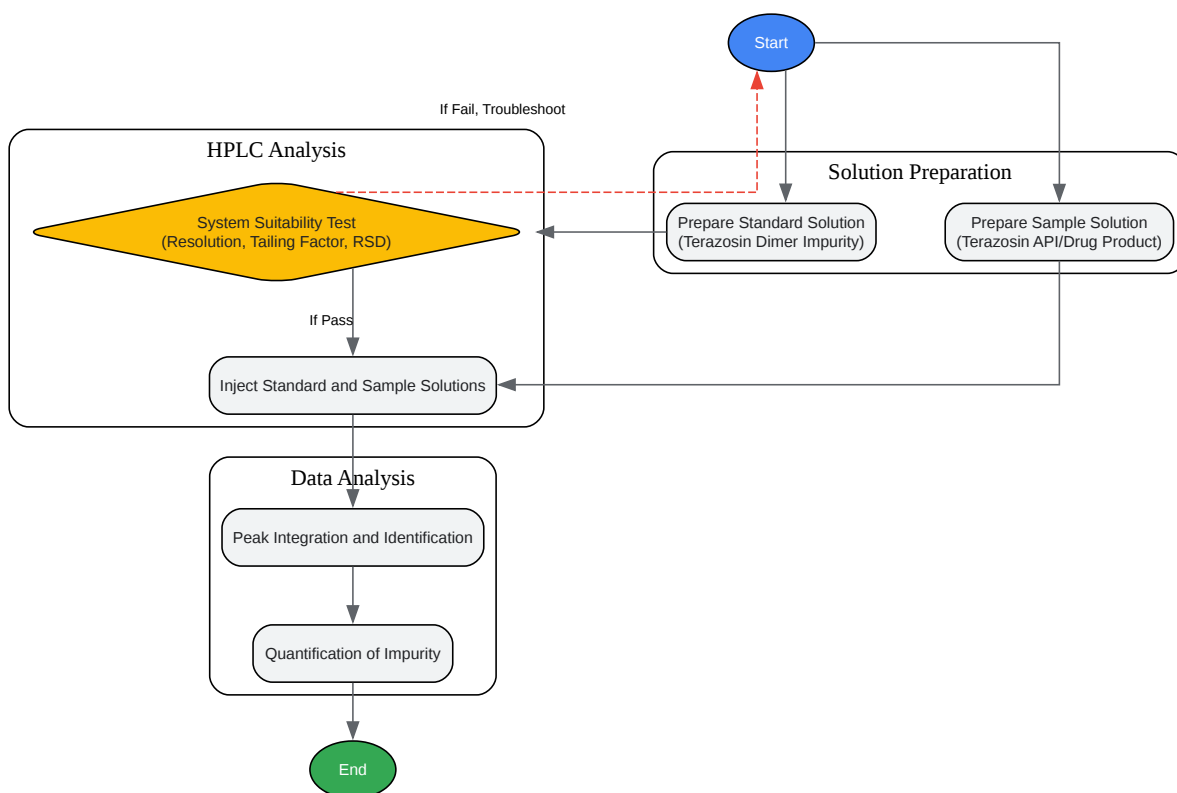 Start
If Fail, Troubleshoot
HPLC Analysis
Solution Preparation
System Suitability Test
(Resolution, Tailing Factor, RSD)
Prepare Standard Solution
(Terazosin Dimer Impurity)
Prepare Sample Solution
(Terazosin API/Drug Product)
If Pass
Inject Standard and Sample Solutions
Data Analysis
Peak Integration and Identification
Quantification of Impurity
End